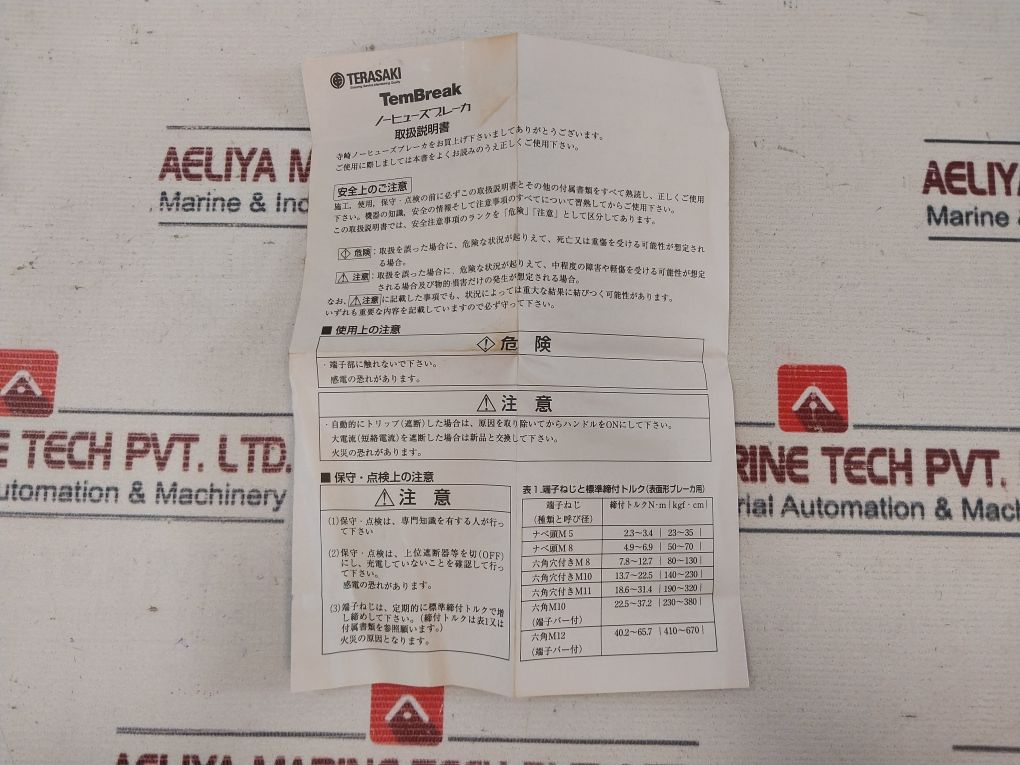 TERASAKI
TemBreak
ノーヒューズブレーカ
取扱説明書
寺崎ノーヒューズブレーカをお買上げ下さいましてありがとうございます。
ご使用に際しましては本書をよくお読みのうえ正しくご使用下さい。
安全上のご注意
施工，使用，保守・点検の前に必ずこの取扱説明書とその他の付属書類をすべて熟読し，正しくご使用
下さい。機器の知識，安全の情報そして注意事項のすべてについて習熟してからご使用下さい。
この取扱説明書では，安全注意事項のランクを「危険」「注意」として区分してあります。
危険：取扱を誤った場合に，危険な状況が起りえて，死亡又は重傷を受ける可能性が想定され
る場合。
注意：取扱を誤った場合に，危険な状況が起りえて，中程度の障害や軽傷を受ける可能性が想定
される場合及び物的損害だけの発生が想定される場合。
なお，注意に記載した事項でも，状況によっては重大な結果に結びつく可能性があります。
いずれも重要な内容を記載していますので必ず守って下さい。
■ 使用上の注意
危 険
・端子部に触れないで下さい。
感電の恐れがあります。
注 意
・自動的にトリップ(遮断)した場合は、原因を取り除いてからハンドルをONにして下さい。
大電流(短絡電流)を遮断した場合は新品と交換して下さい。
火災の恐れがあります。
■ 保守・点検上の注意
注 意
(1)保守・点検は、専門知識を有する人が行っ
て下さい
(2)保守・点検は、上位遮断器等を切(OFF)
にし、充電していないことを確認して行っ
て下さい。
感電の恐れがあります。
(3)端子ねじは、定期的に標準締付トルクで増
し締めして下さい。(締付トルクは表1又は
付属書類を参照願います。)
火災の原因となります。
表1.端子ねじと標準締付トルク(表面形ブレーカ用)
端子ねじ 締付トルクN・m｜kgf・cm｜
(種類と呼び径)
ナベ頭M 5 2.3～3.4 ｜23～35｜
ナベ頭M 8 4.9～6.9 ｜50～70｜
六角穴付きM 8 7.8～12.7 ｜80～130｜
六角穴付きM10 13.7～22.5 ｜140～230｜
六角穴付きM11 18.6～31.4 ｜190～320｜
六角M10 22.5～37.2 ｜230～380｜
(端子バー付)
六角M12 40.2～65.7 ｜410～670｜
(端子バー付)
AELIYA M
Marine & Ind
AELIY
Marine &
E TECH PVT. LTD.
utomation & Machinery
RINE TECH PVT.
rial Automation & Mac
AELIYA MARINE TECH PVT